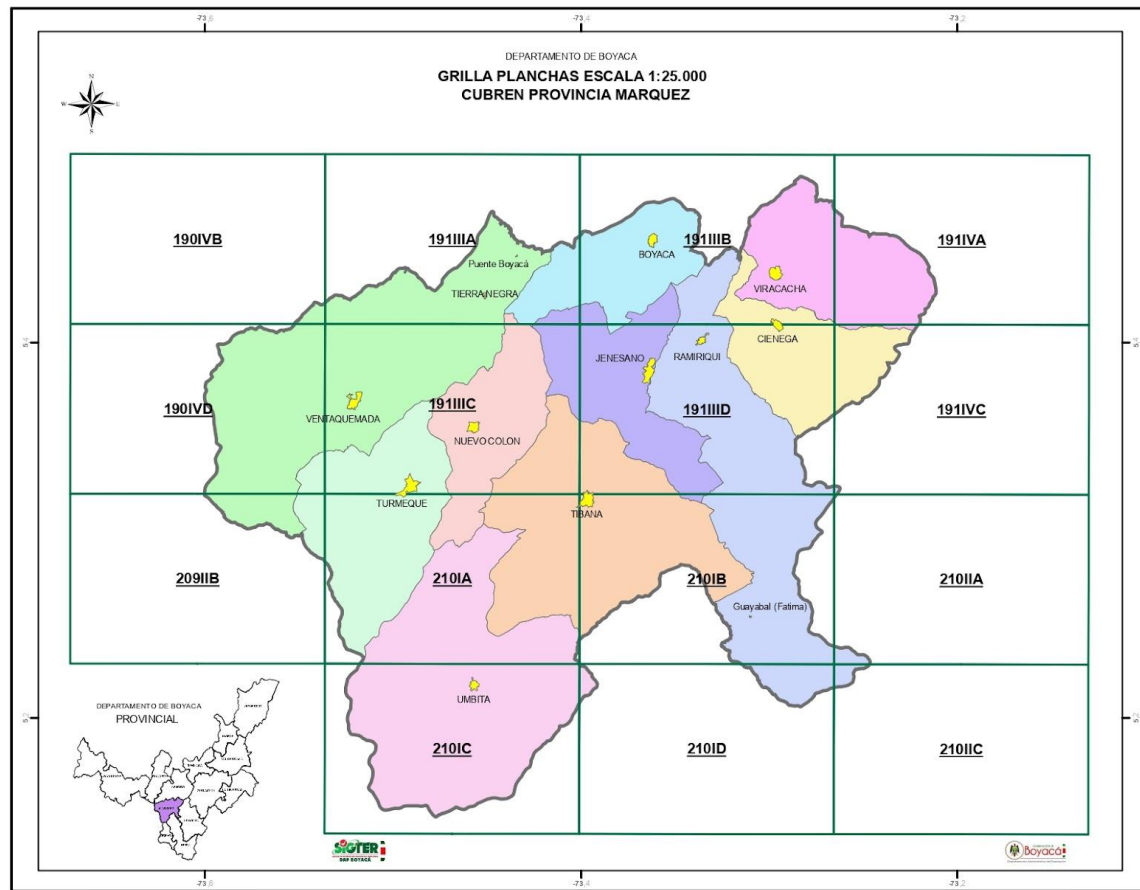 -73,6
-73,4
-73,2
DEPARTAMENTO DE BOYACA
GRILLA PLANCHAS ESCALA 1:25.000
CUBREN PROVINCIA MARQUEZ
N
W
E
S
190IVB
191IIIA
191IIIB
191IVA
BOYACA
Puente Boyacá
VIRACACHA
TIERRA NEGRA
CIENEGA
RAMIRIQUI
5,4
5,4
JENESANO
190IVD
191IIIC
191IIID
191IVC
VENTAQUEMADA
NUEVO COLON
TURMEQUE
TIBANA
209IIB
210IA
210IB
210IIA
Guayabal (Fatima)
UMBITA
5,2
5,2
DEPARTAMENTO DE BOYACA
PROVINCIAL
210IC
210ID
210IIC
SIGTER
DAP BOYACÁ
Boyacá
-73,6
-73,4
-73,2